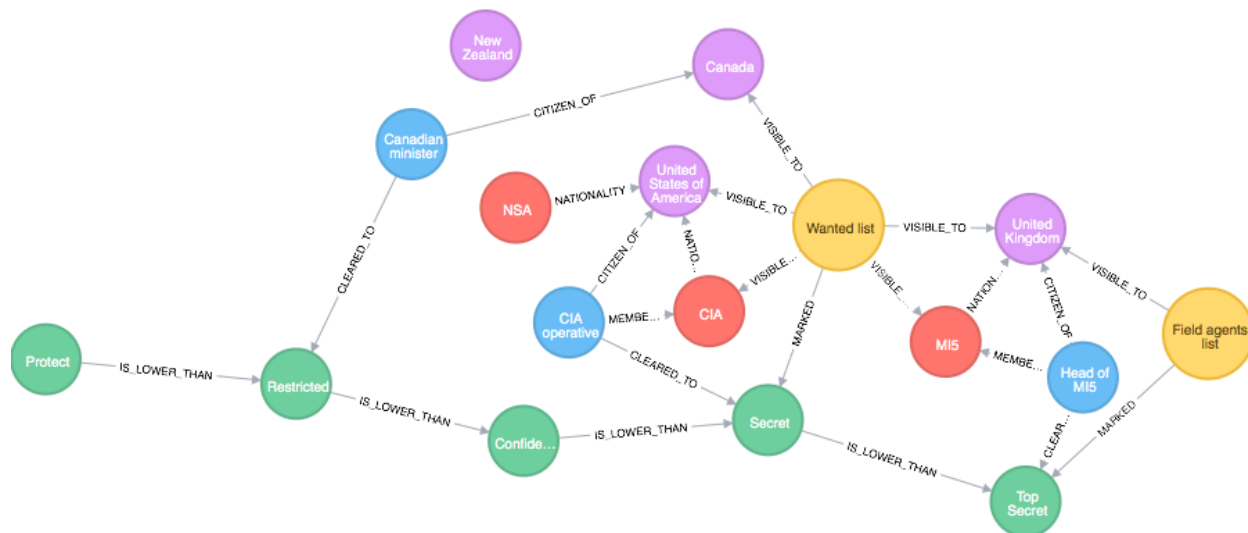 New
Zealand
Canada
CITIZEN_OF
Canadian
minister
VISIBLE_TO
United
States of
America
NATIONALITY
NSA
VISIBLE_TO
Wanted list
VISIBLE_TO
United
Kingdom
CLEARED_TO
CITIZEN_OF
NATIO...
VISIBLE...
VISIBLE...
NATION...
CITIZEN_OF
VISIBLE_TO
CIA
operative
MEMBE...
CIA
MARKED
MI5
MEMBE...
Head of
MI5
Field agents
list
Protect
IS_LOWER_THAN
Restricted
CLEARED_TO
IS_LOWER_THAN
Confide...
IS_LOWER_THAN
Secret
IS_LOWER_THAN
CLEAR...
MARKED
Top
Secret